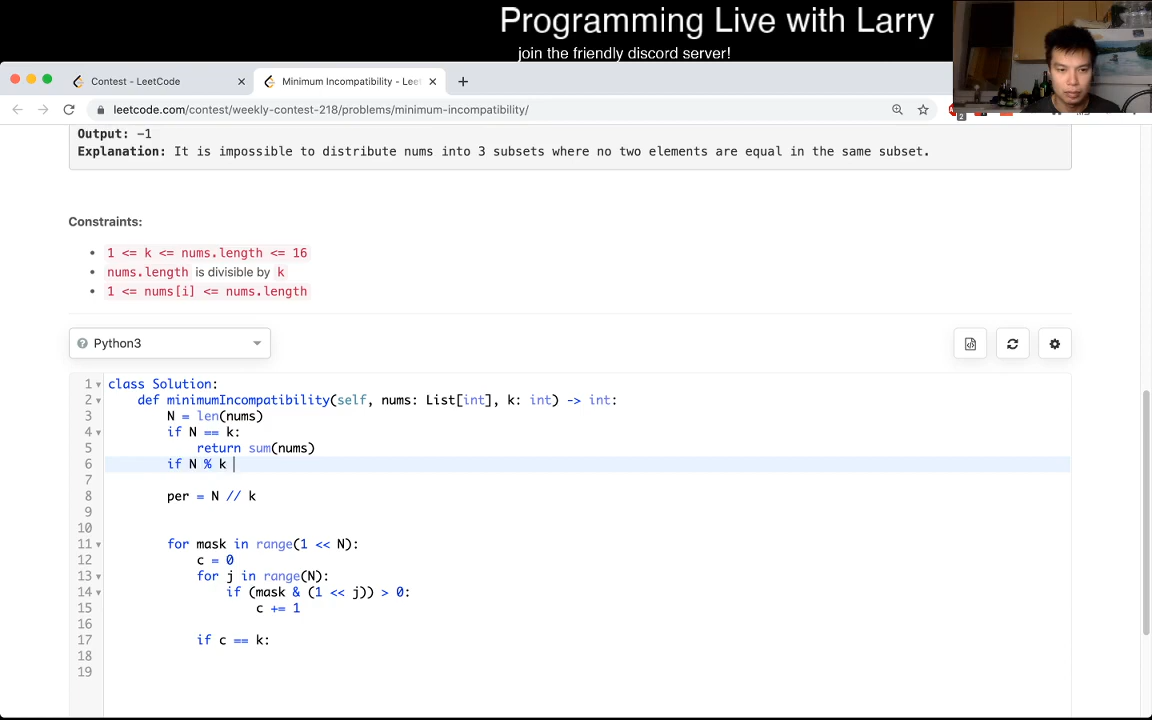 Programming Live with Larry
join the friendly discord server!
Contest - LeetCode
Minimum Incompatibility - Leet
leetcode.com/contest/weekly-contest-218/problems/minimum-incompatibility/
2
Output: -1
Explanation: It is impossible to distribute nums into 3 subsets where no two elements are equal in the same subset.
Constraints:
1 <= k <= nums.length <= 16
nums.length is divisible by k
1 <= nums[i] <= nums.length
Python3
1 class Solution:
2 def minimumIncompatibility(self, nums: List[int], k: int) -> int:
3 N = len(nums)
4 if N == k:
5 return sum(nums)
6 if N % k
7
8 per = N // k
9
10
11 for mask in range(1 << N):
12 c = 0
13 for j in range(N):
14 if (mask & (1 << j)) > 0:
15 c += 1
16
17 if c == k:
18
19